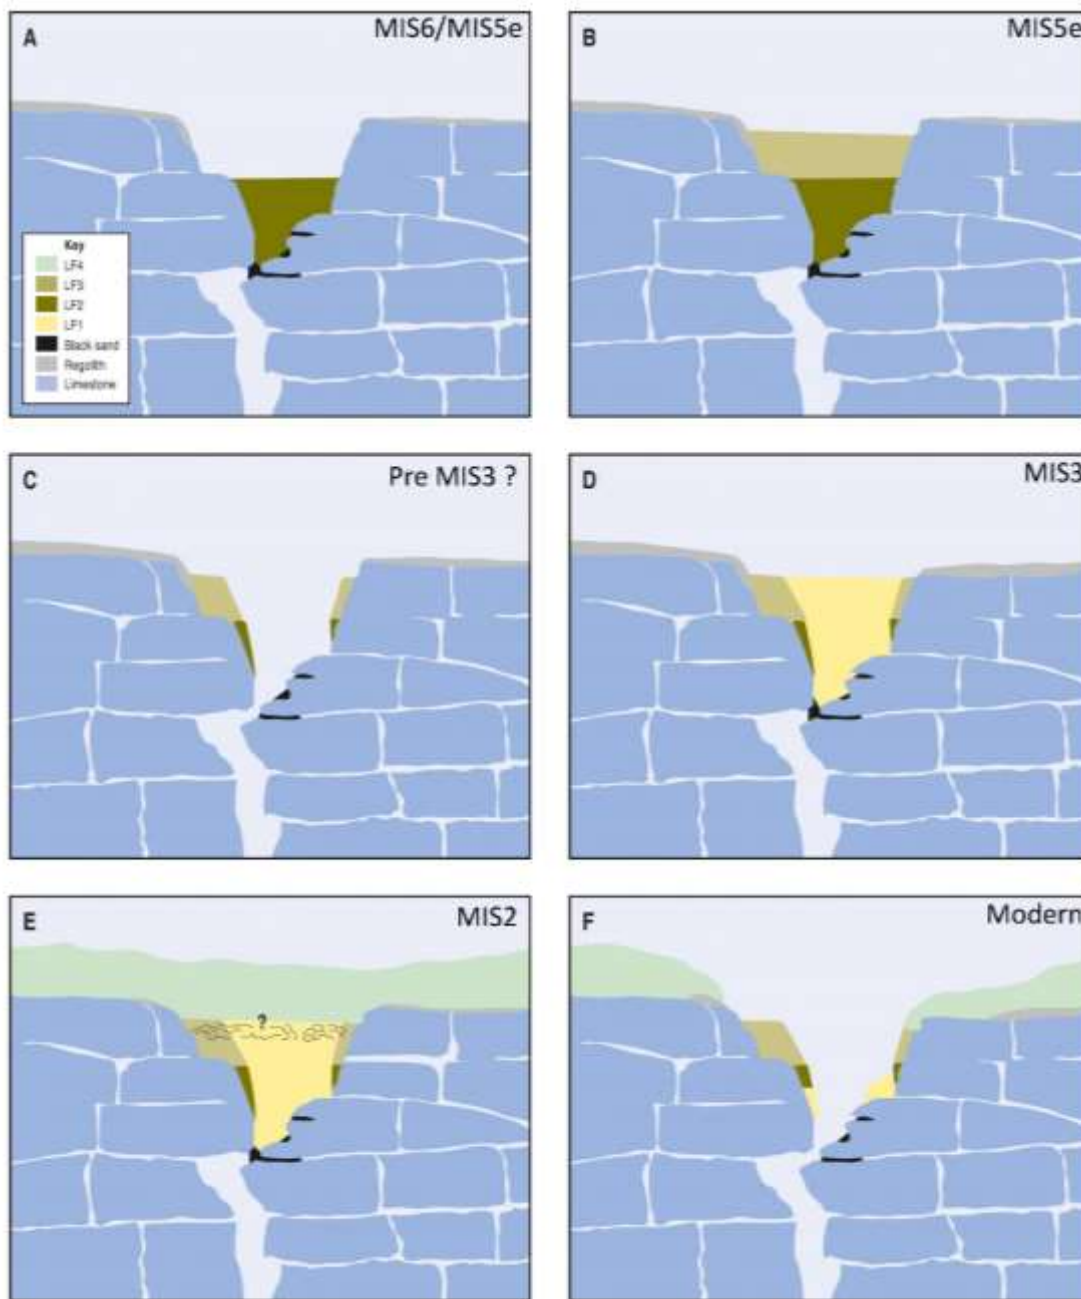 A
MIS6/MIS5e
Key
LF4
LF3
LF2
LF1
Black sand
Regolith
Limestone
B
MIS5e
C
Pre MIS3 ?
D
MIS3
E
MIS2
?
F
Modern